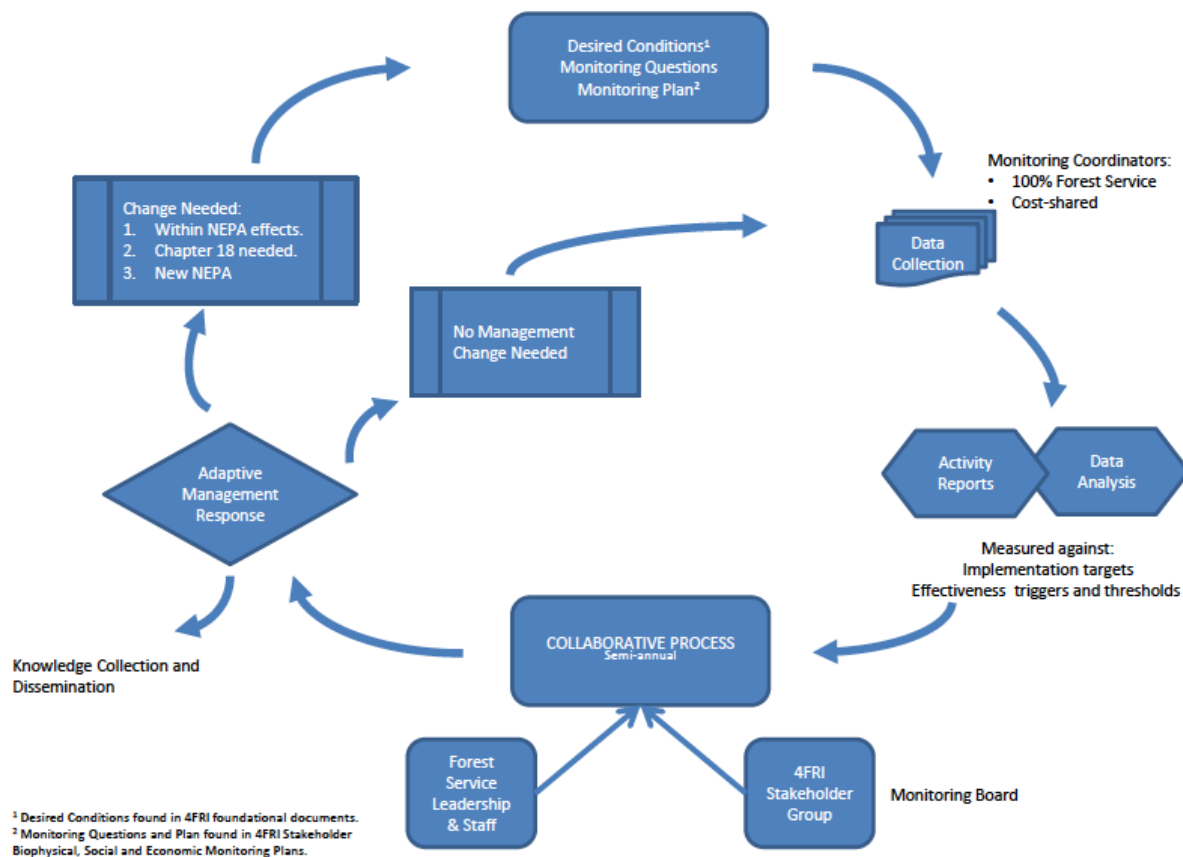 Desired Conditions¹
Monitoring Questions
Monitoring Plan²
Monitoring Coordinators:
• 100% Forest Service
• Cost-shared
Change Needed:
1. Within NEPA effects.
2. Chapter 18 needed.
3. New NEPA
Data
Collection
No Management
Change Needed
Adaptive
Management
Response
Activity
Reports
Data
Analysis
Measured against:
Implementation targets
Effectiveness triggers and thresholds
COLLABORATIVE PROCESS
Semi-annual
Knowledge Collection and
Dissemination
Forest
Service
Leadership
& Staff
4FRI
Stakeholder
Group
Monitoring Board
¹ Desired Conditions found in 4FRI foundational documents.
² Monitoring Questions and Plan found in 4FRI Stakeholder
Biophysical, Social and Economic Monitoring Plans.